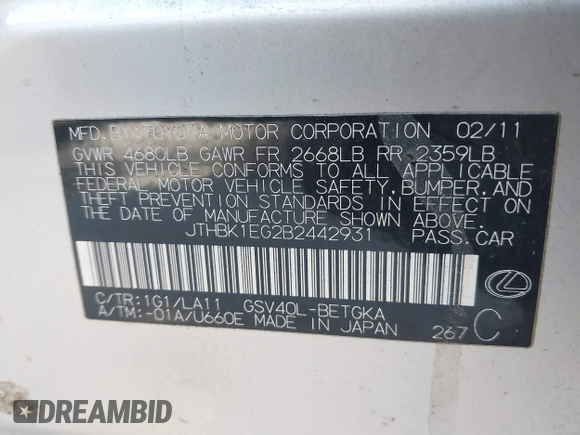 MFD. BY: TOYOTA MOTOR CORPORATION 02/11
GVWR 4680LB GAWR FR 2668LB RR 2359LB
THIS VEHICLE CONFORMS TO ALL APPLICABLE
FEDERAL MOTOR VEHICLE SAFETY, BUMPER, AND
THEFT PREVENTION STANDARDS IN EFFECT ON
THE DATE OF MANUFACTURE SHOWN ABOVE.
JTHBK1EG2B2442931 PASS.CAR
C/TR:1G1/LA11 GSV40L-BETGKA
A/TM:-01A/U660E MADE IN JAPAN 267 C
DREAMBID